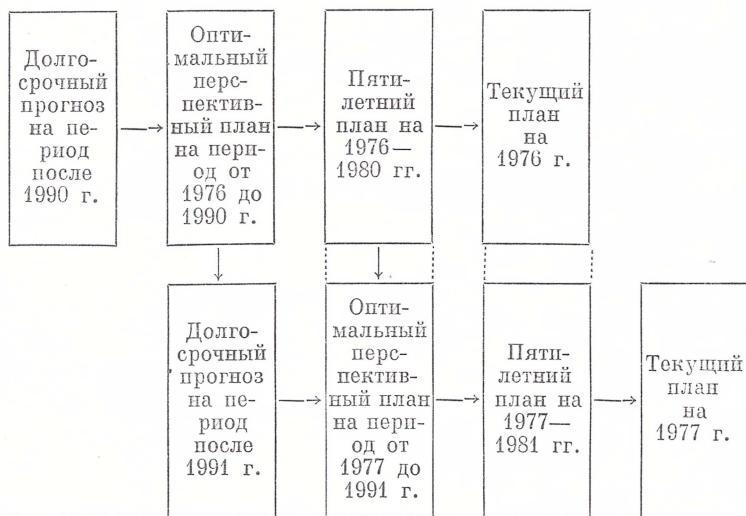 Долго-
срочный
прогноз
на пе-
риод
после
1990 г.
Опти-
мальный
перс-
пектив-
ный план
на пери-
од от
1976 до
1990 г.
Пяти-
летний
план на
1976—
1980 гг.
Текущий
план
на
1976 г.
Долго-
срочный
прогноз
на пе-
риод
после
1991 г.
Опти-
мальный
перс-
пектив-
ный план
на пери-
од от
1977 до
1991 г.
Пяти-
летний
план на
1977—
1981 гг.
Текущий
план
на
1977 г.